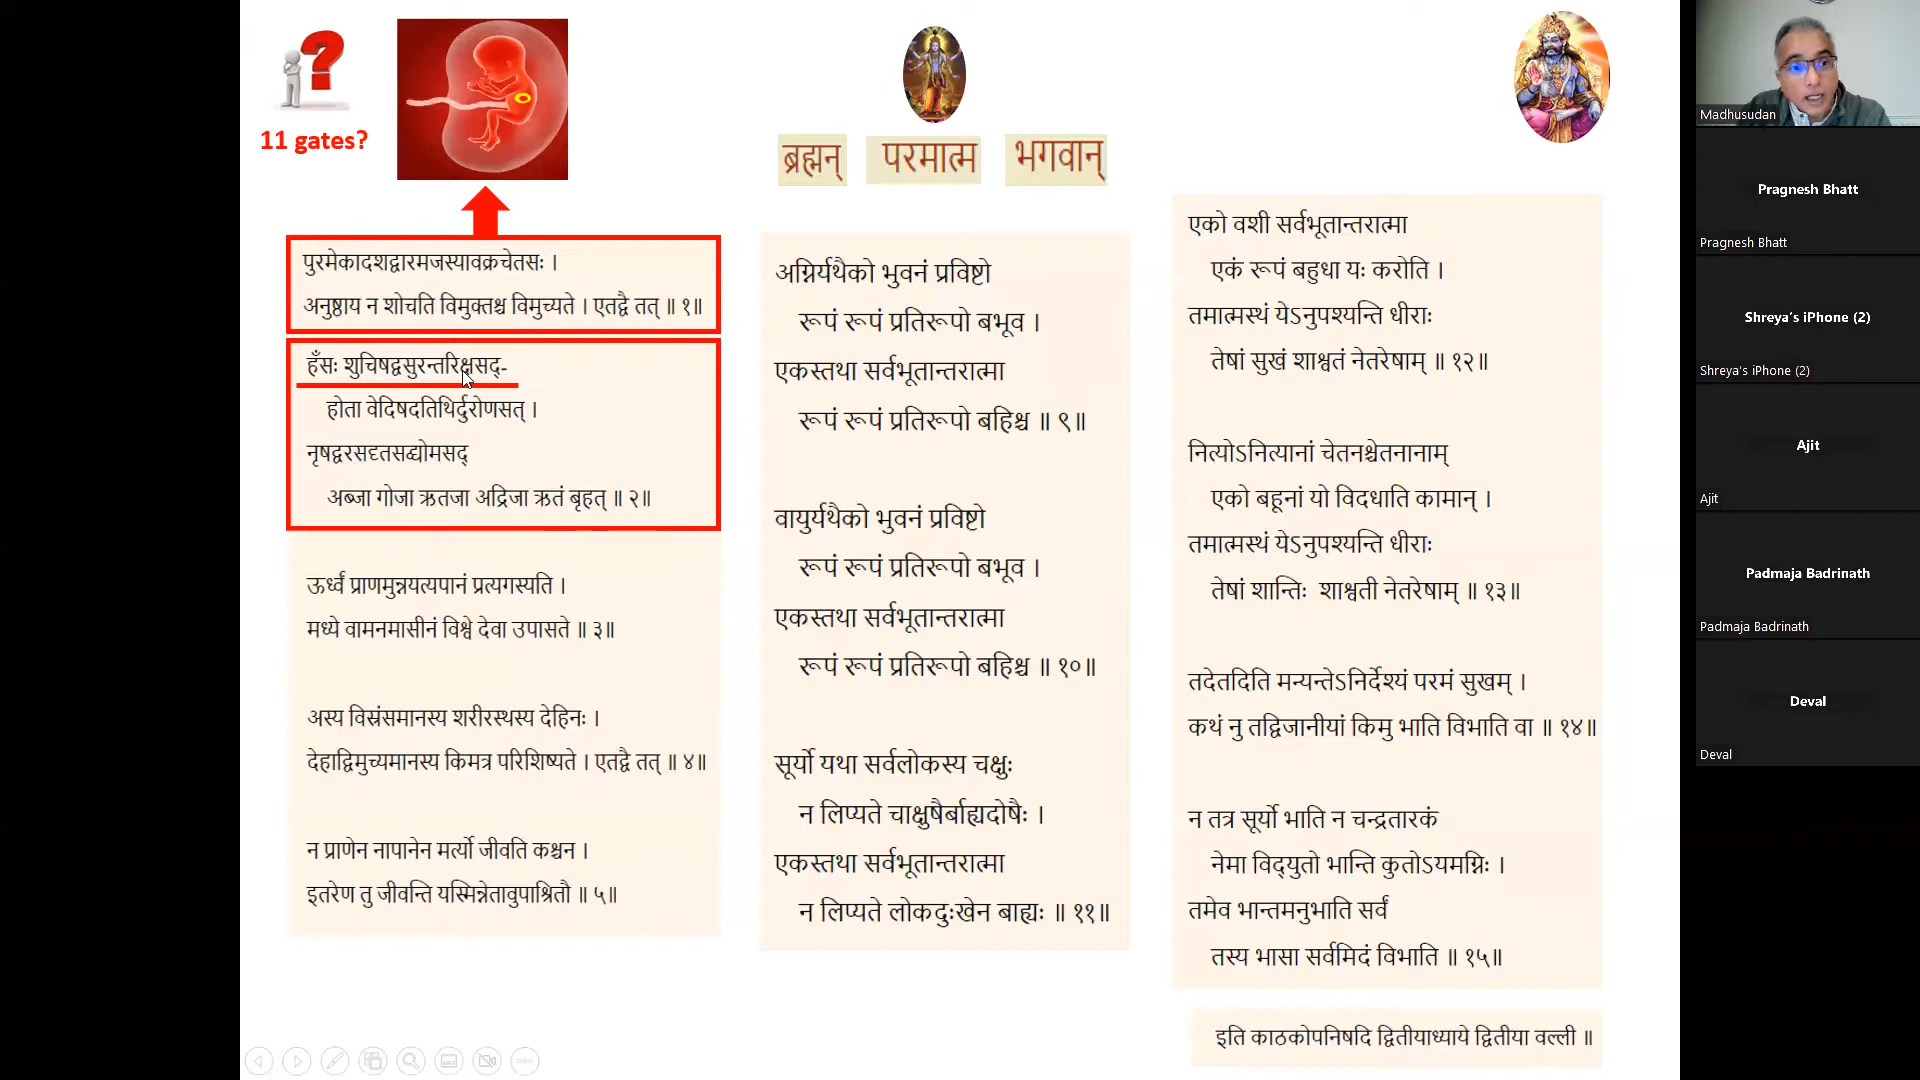 11 gates?
ब्रह्मन्
परमात्म
भगवान्
पुरमेकादशद्वारमजस्यावक्रचेतसः ।
अनुष्ठाय न शोचति विमुक्तश्च विमुच्यते । एतद्वै तत् ॥ १॥
हँसः शुचिषद्वसुरन्तरिक्षसद्-
होता वेदिषदतिथिर्दुरोणसत् ।
नृषद्वरसदृतसद्व्योमसद्
अब्जा गोजा ऋतजा अद्रिजा ऋतं बृहत् ॥ २॥
ऊर्ध्वं प्राणमुन्नयत्यपानं प्रत्यगस्यति ।
मध्ये वामनमासीनं विश्वे देवा उपासते ॥ ३॥
अस्य विस्रंसमानस्य शरीरस्थस्य देहिनः ।
देहाद्विमुच्यमानस्य किमत्र परिशिष्यते । एतद्वै तत् ॥ ४॥
न प्राणेन नापानेन मर्त्यो जीवति कश्चन ।
इतरेण तु जीवन्ति यस्मिन्नेतावुपाश्रितौ ॥ ५॥
अग्निर्यथैको भुवनं प्रविष्टो
रूपं रूपं प्रतिरूपो बभूव ।
एकस्तथा सर्वभूतान्तरात्मा
रूपं रूपं प्रतिरूपो बहिश्च ॥ ९॥
वायुर्यथैको भुवनं प्रविष्टो
रूपं रूपं प्रतिरूपो बभूव ।
एकस्तथा सर्वभूतान्तरात्मा
रूपं रूपं प्रतिरूपो बहिश्च ॥ १०॥
सूर्यो यथा सर्वलोकस्य चक्षुः
न लिप्यते चाक्षुषैर्बाह्यदोषैः ।
एकस्तथा सर्वभूतान्तरात्मा
न लिप्यते लोकदुःखेन बाह्यः ॥ ११॥
एको वशी सर्वभूतान्तरात्मा
एकं रूपं बहुधा यः करोति ।
तमात्मस्थं येऽनुपश्यन्ति धीराः
तेषां सुखं शाश्वतं नेतरेषाम् ॥ १२॥
नित्योऽनित्यानां चेतनश्चेतनानाम्
एको बहूनां यो विदधाति कामान् ।
तमात्मस्थं येऽनुपश्यन्ति धीराः
तेषां शान्तिः शाश्वती नेतरेषाम् ॥ १३॥
तदेतदिति मन्यन्तेऽनिर्देश्यं परमं सुखम् ।
कथं नु तद्विजानीयां किमु भाति विभाति वा ॥ १४॥
न तत्र सूर्यो भाति न चन्द्रतारकं
नेमा विद्युतो भान्ति कुतोऽयमग्निः ।
तमेव भान्तमनुभाति सर्वं
तस्य भासा सर्वमिदं विभाति ॥ १५॥
इति काठकोपनिषदि द्वितीयाध्याये द्वितीया वल्ली ॥
Madhusudan
Pragnesh Bhatt
Pragnesh Bhatt
Shreya's iPhone (2)
Shreya's iPhone (2)
Ajit
Ajit
Padmaja Badrinath
Padmaja Badrinath
Deval
Deval